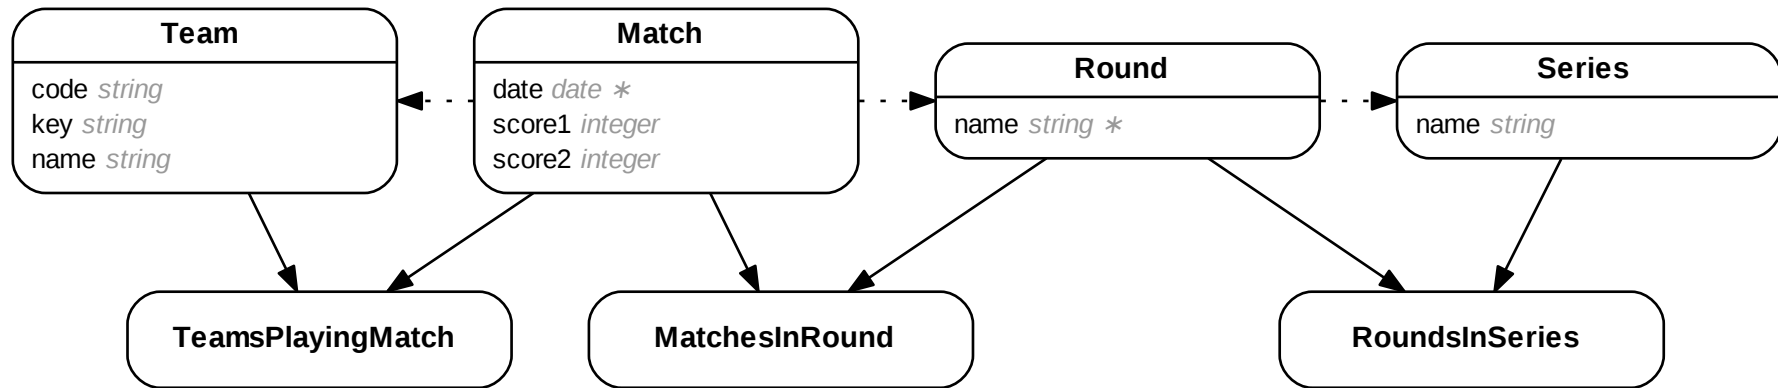 Team
code string
key string
name string
Match
date date ∗
score1 integer
score2 integer
Round
name string ∗
Series
name string
TeamsPlayingMatch
MatchesInRound
RoundsInSeries